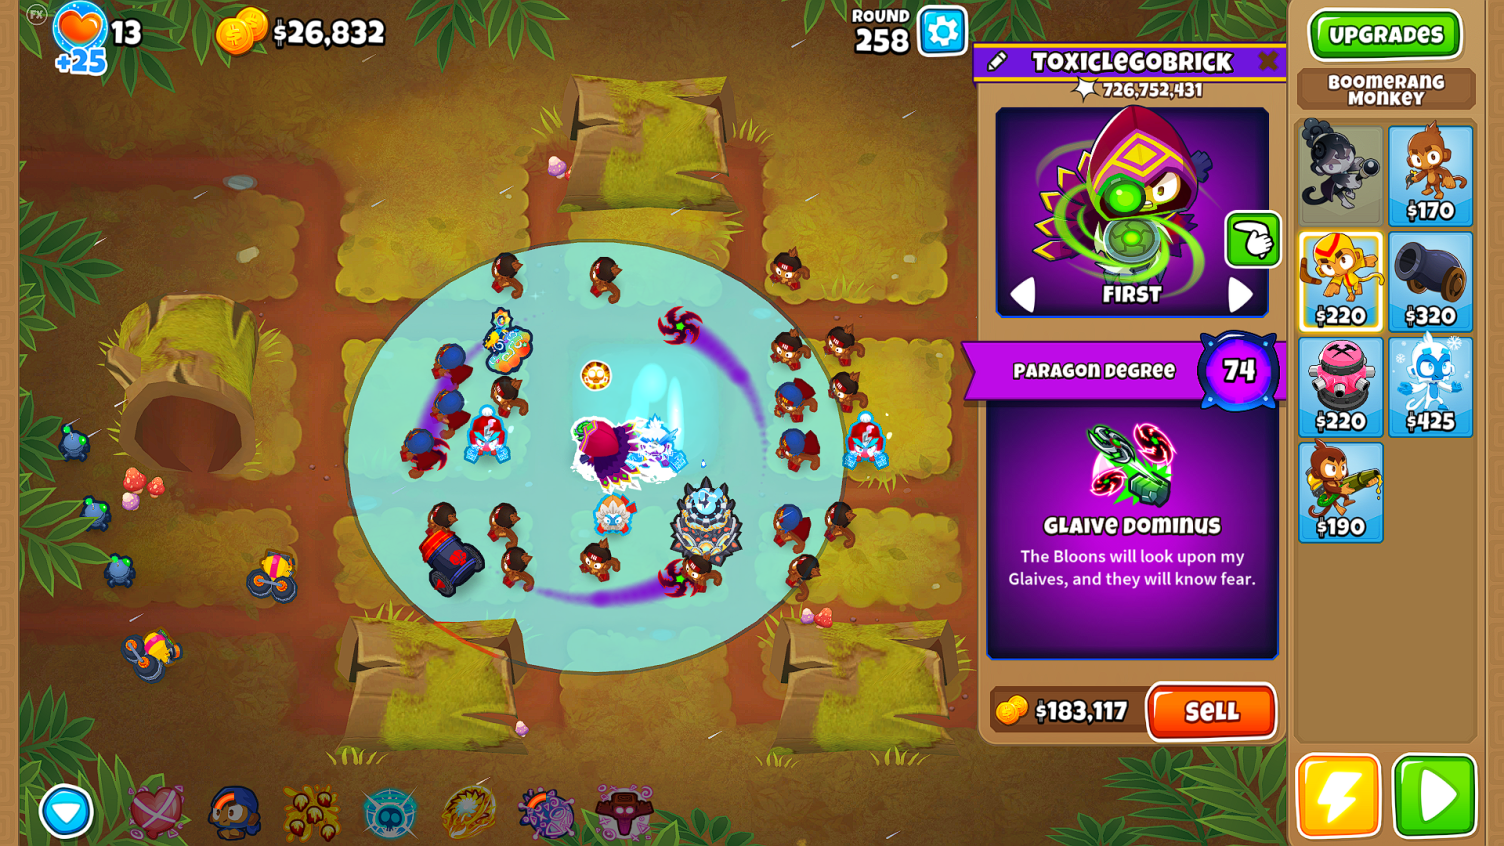 FX
13
+25
$26,832
ROUND
258
TOXICLEGOBRICK
726,752,431
FIRST
PARAGON DEGREE
74
GLAIVE DOMINUS
The Bloons will look upon my
Glaives, and they will know fear.
$183,117
SELL
UPGRADES
BOOMERANG
MONKEY
$170
$220
$320
$220
$425
$190